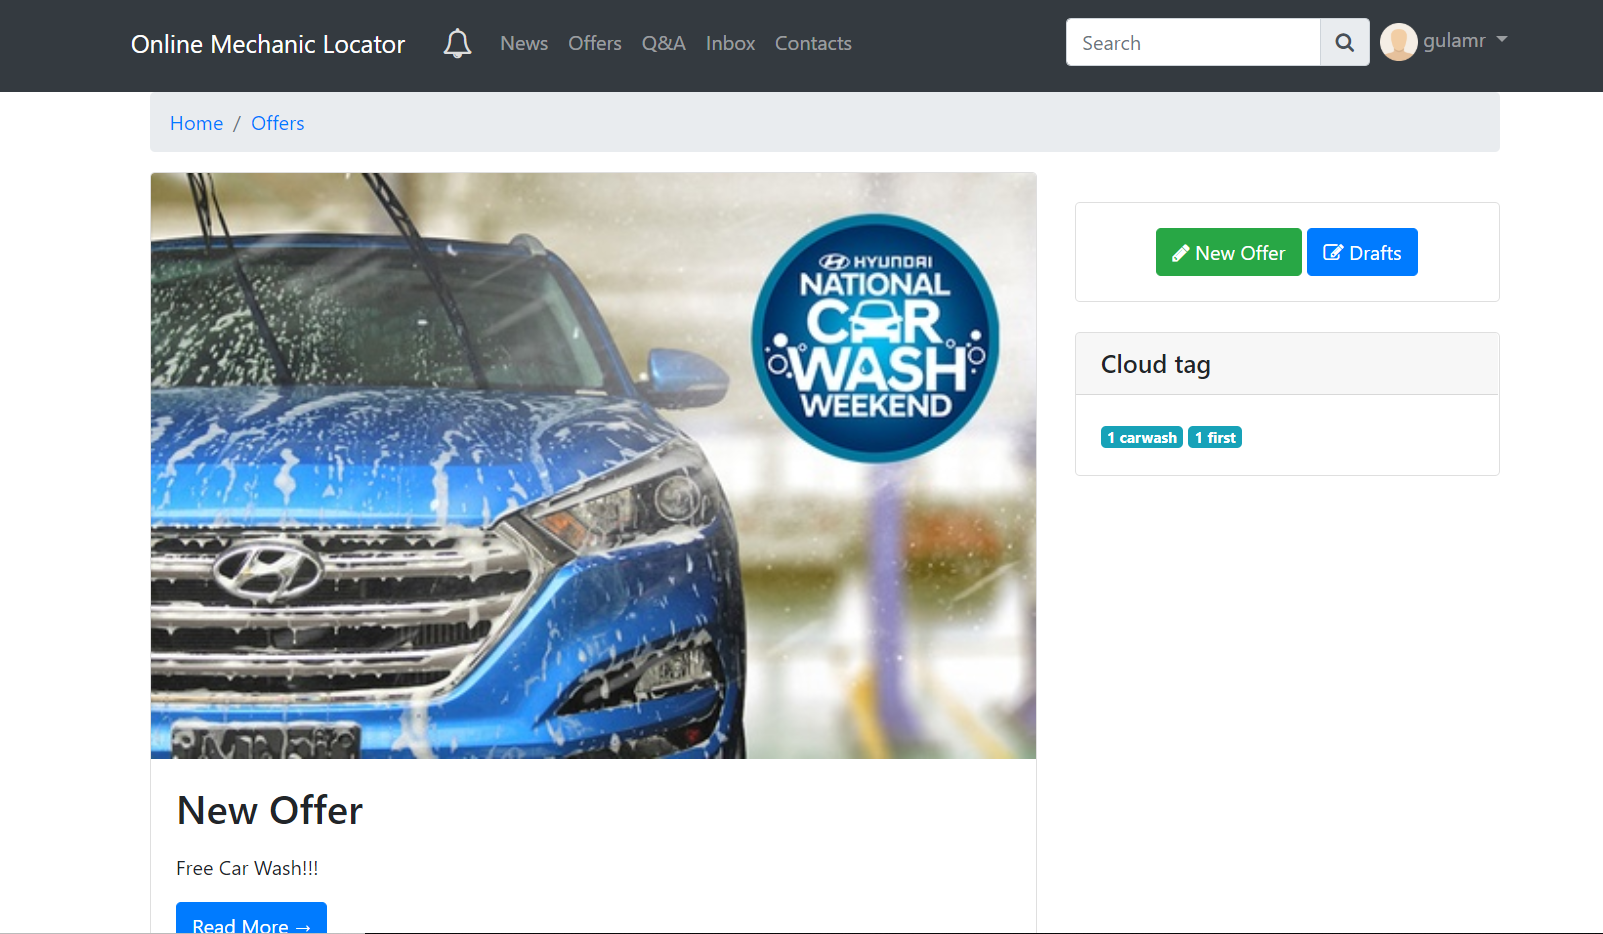 Online Mechanic Locator
News Offers Q&A Inbox Contacts
Search
gulamr
Home / Offers
HYUNDAI
NATIONAL
CAR
WASH
WEEKEND
New Offer
Drafts
Cloud tag
1 carwash 1 first
New Offer
Free Car Wash!!!
Read More →